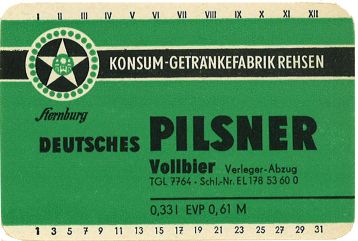 I II III IV V VI VII VIII IX X XI XII
KONSUM-GETRÄNKEFABRIK REHSEN
Sternburg
DEUTSCHES PILSNER
Vollbier Verleger-Abzug
TGL 7764 - Schl.-Nr. EL 178 53 60 0
0,33 l EVP 0,61 M
1 3 5 7 9 11 13 15 17 19 21 23 25 27 29 31